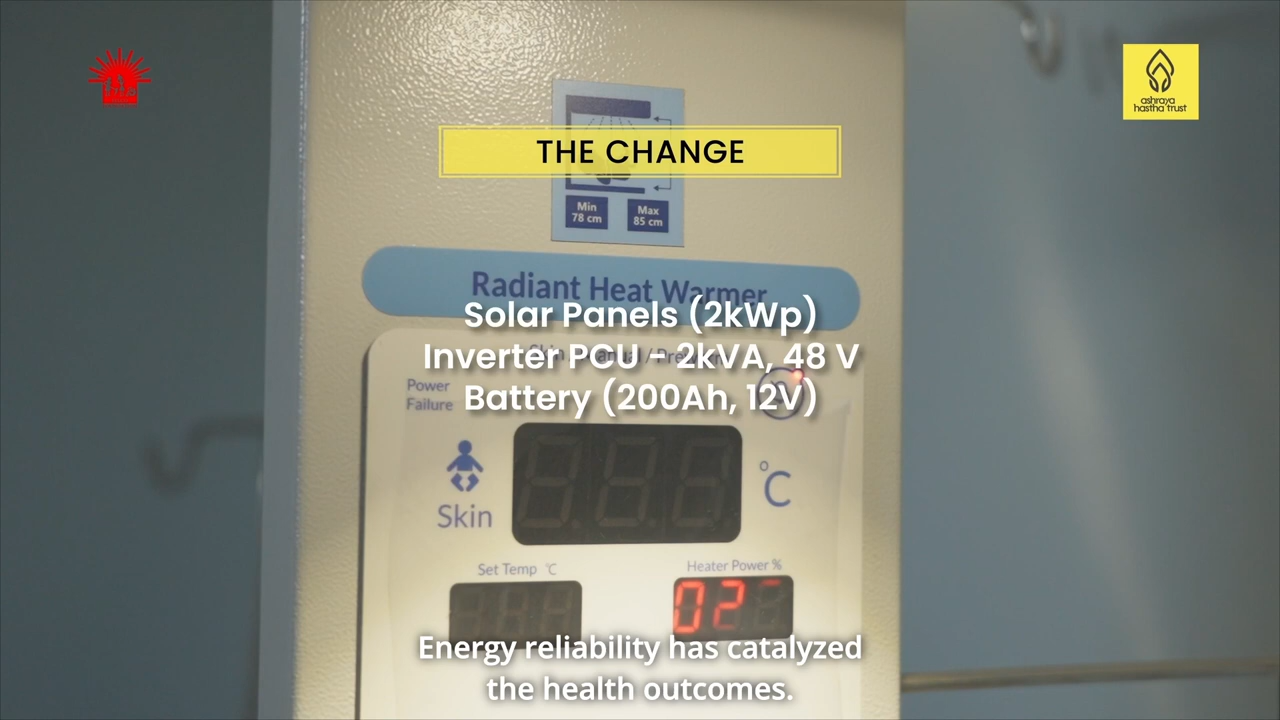 ashraya
hastha trust
THE CHANGE
Min
78 cm
Max
85 cm
Radiant Heat Warmer
Solar Panels (2kWp)
Inverter PCU – 2kVA, 48 V
Battery (200Ah, 12V)
Power
Failure
Skin
°C
Set Temp °C
Heater Power %
02
Energy reliability has catalyzed
the health outcomes.